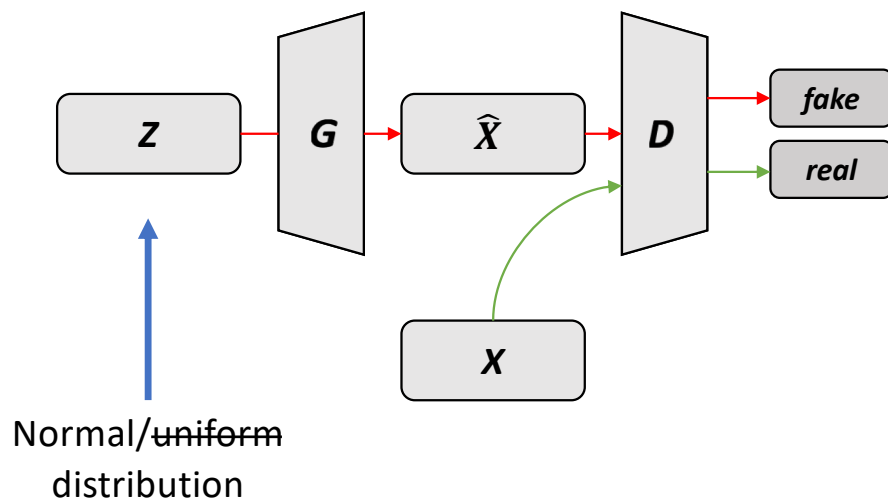 Z
G
X̂
D
fake
real
X
Normal/uniform
distribution